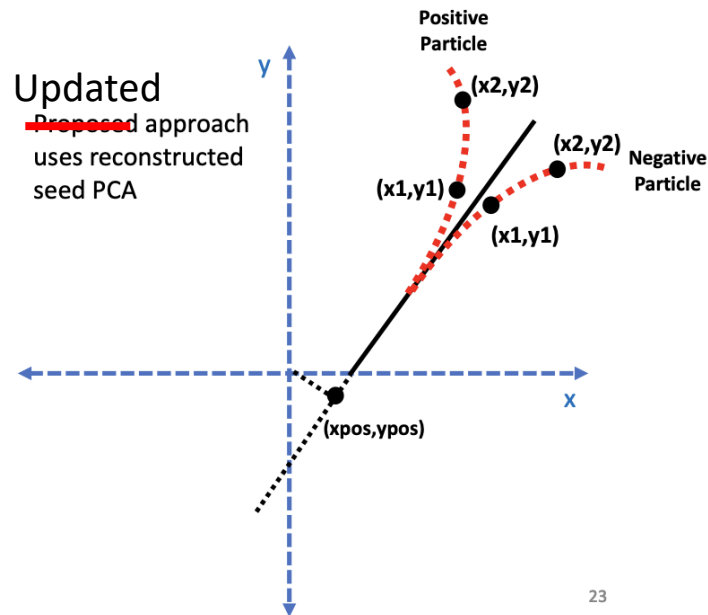 Positive
Particle
y
Updated
Proposed approach
uses reconstructed
seed PCA
(x2,y2)
(x2,y2)
Negative
Particle
(x1,y1)
(x1,y1)
x
(xpos,ypos)
23